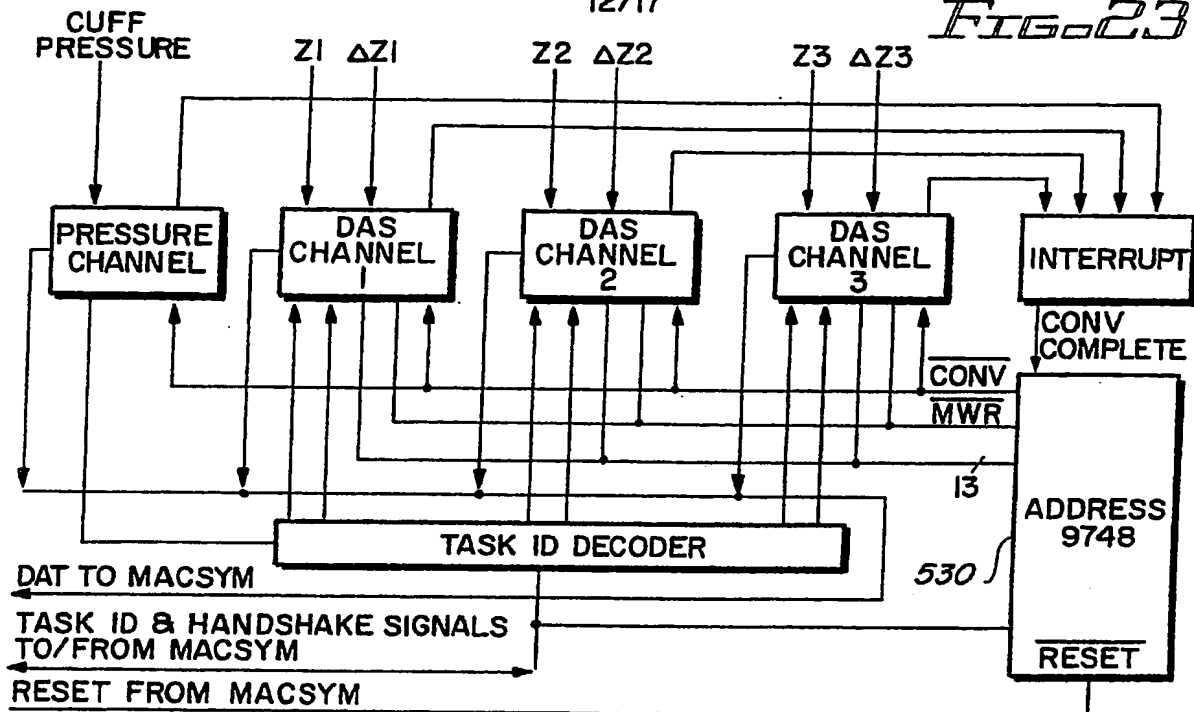 12/17
FIG. 23
CUFF
PRESSURE
Z1 ΔZ1
Z2 ΔZ2
Z3 ΔZ3
PRESSURE
CHANNEL
DAS
CHANNEL
1
DAS
CHANNEL
2
DAS
CHANNEL
3
INTERRUPT
CONV
COMPLETE
CONV
MWR
13
ADDRESS
9748
530
TASK ID DECODER
DAT TO MACSYM
TASK ID & HANDSHAKE SIGNALS
TO/FROM MACSYM
RESET
RESET FROM MACSYM